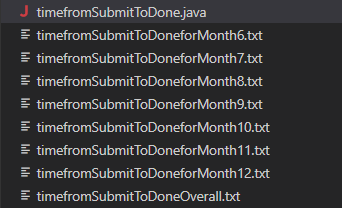 timefromSubmitToDone.java
timefromSubmitToDoneforMonth6.txt
timefromSubmitToDoneforMonth7.txt
timefromSubmitToDoneforMonth8.txt
timefromSubmitToDoneforMonth9.txt
timefromSubmitToDoneforMonth10.txt
timefromSubmitToDoneforMonth11.txt
timefromSubmitToDoneforMonth12.txt
timefromSubmitToDoneOverall.txt